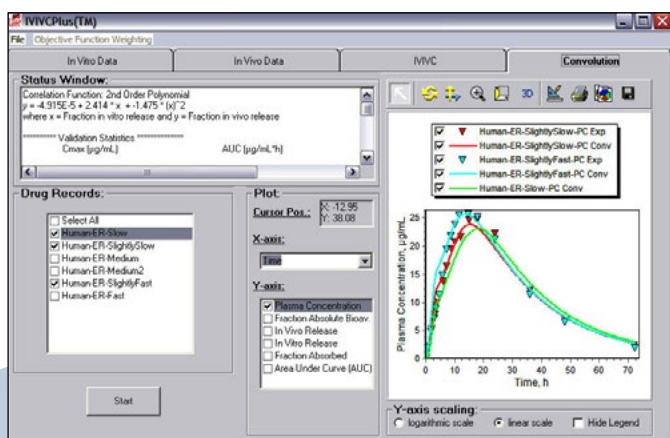 IVIVCPlus(TM)
File Objective Function Weighting
In Vitro Data In Vivo Data IVIVC Convolution
Status Window:
Correlation Function: 2nd Order Polynomial
y = -4.915E-5 + 2.414 * x + -1.475 * (x)^2
where x = Fraction in vitro release and y = Fraction in vivo release
********** Validation Statistics **************
Cmax (µg/mL) AUC (µg/mL*h)
Drug Records:
Select All
Human-ER-Slow
Human-ER-SlightlySlow
Human-ER-Medium
Human-ER-Medium2
Human-ER-SlightlyFast
Human-ER-Fast
Start
Plot:
Cursor Pos.: X: -12.95
Y: 38.08
X-axis:
Time
Y-axis:
Plasma Concentration
Fraction Absolute Bioav.
In Vivo Release
In Vitro Release
Fraction Absorbed
Area Under Curve (AUC)
3D
Human-ER-SlightlySlow-PC Exp
Human-ER-SlightlySlow-PC Conv
Human-ER-SlightlyFast-PC Exp
Human-ER-SlightlyFast-PC Conv
Human-ER-Slow-PC Conv
Plasma Concentration, µg/mL
25
20
15
10
5
0
0 10 20 30 40 50 60 70
Time, h
Y-axis scaling:
logarithmic scale linear scale Hide Legend